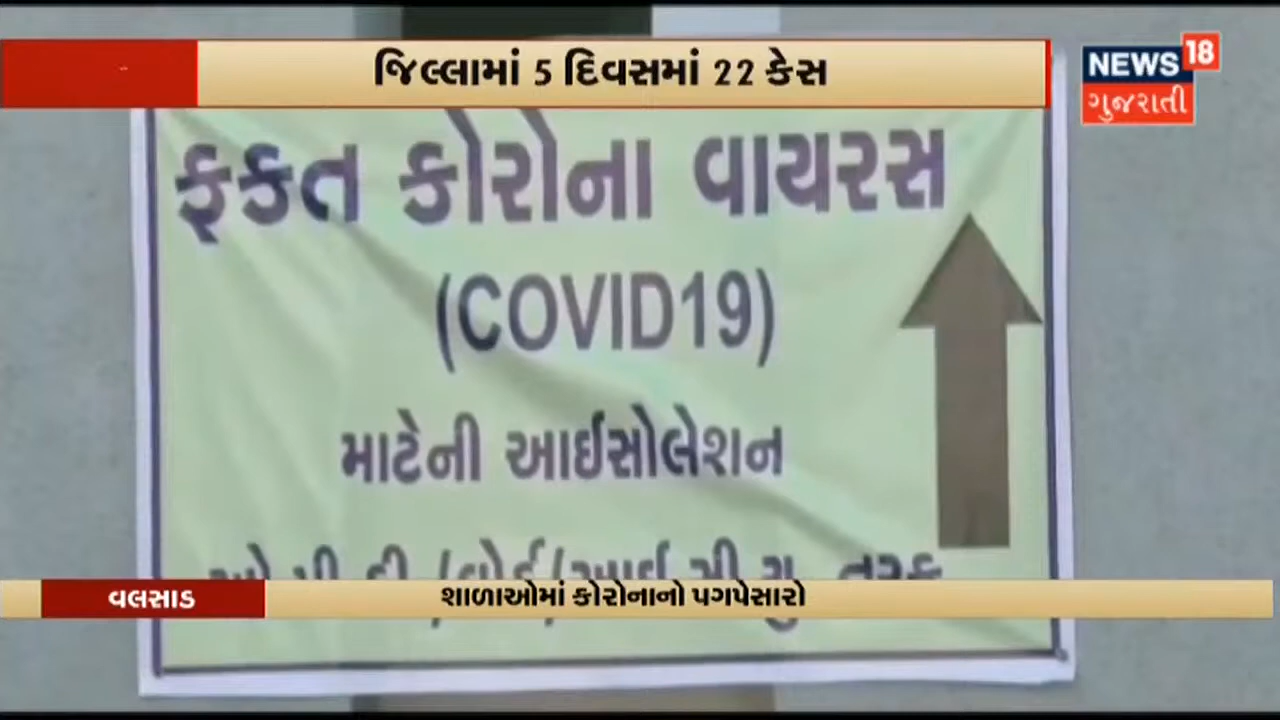 જિલ્લામાં 5 દિવસમાં 22 કેસ
NEWS 18
ગુજરાતી
ફકત કોરોના વાયરસ
(COVID19)
માટેની આઈસોલેશન
વલસાડ
શાળાઓમાં કોરોનાનો પગપેસારો